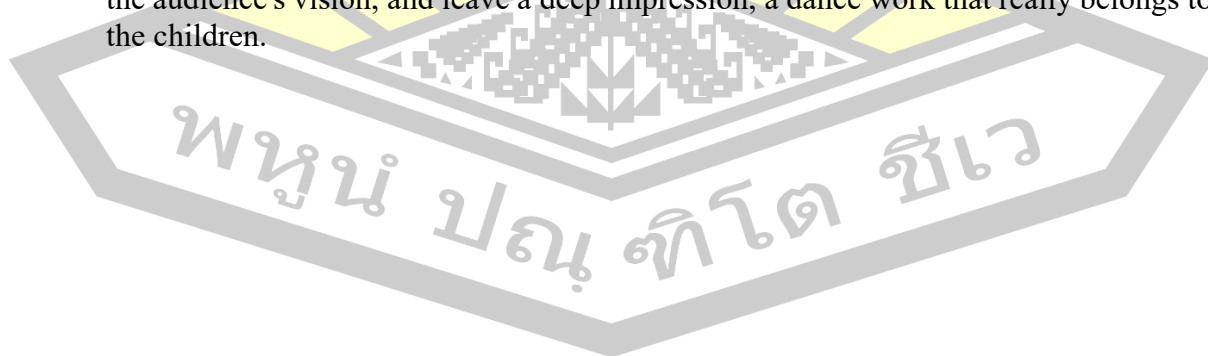 the audience's vision, and leave a deep impression, a dance work that really belongs to
the children.
พหูนํ ปณฺฑิโต ชีเว